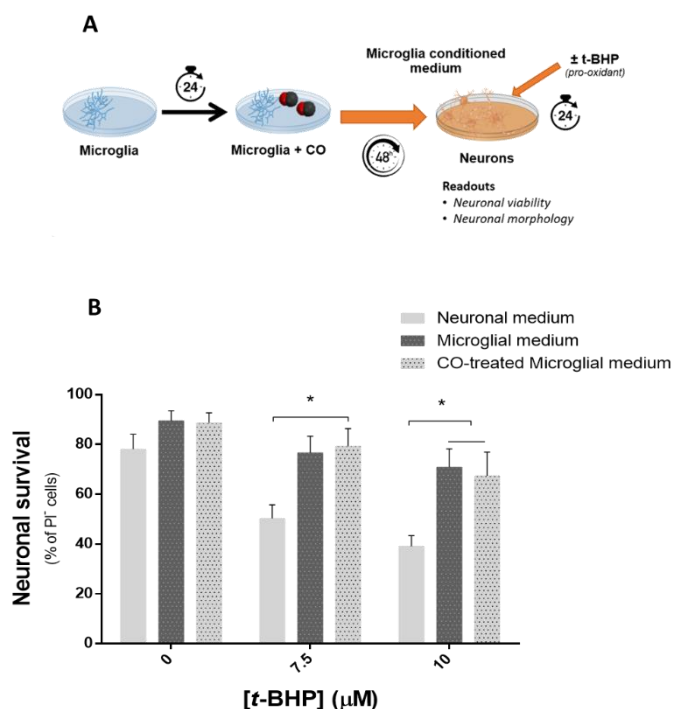 A
24
Microglia
Microglia + CO
Microglia conditioned
medium
48h
± t-BHP
(pro-oxidant)
24
Neurons
Readouts
• Neuronal viability
• Neuronal morphology
B
Neuronal medium
Microglial medium
CO-treated Microglial medium
Neuronal survival
(% of PI⁻ cells)
100
80
60
40
20
0
*
*
0
7.5
10
[t-BHP] (μM)